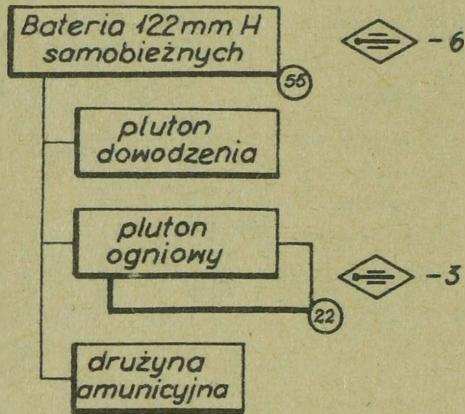 Bateria 122mm H
samobieżnych
- 6
55
pluton
dowodzenia
pluton
ogniowy
- 3
22
drużyna
amunicyjna